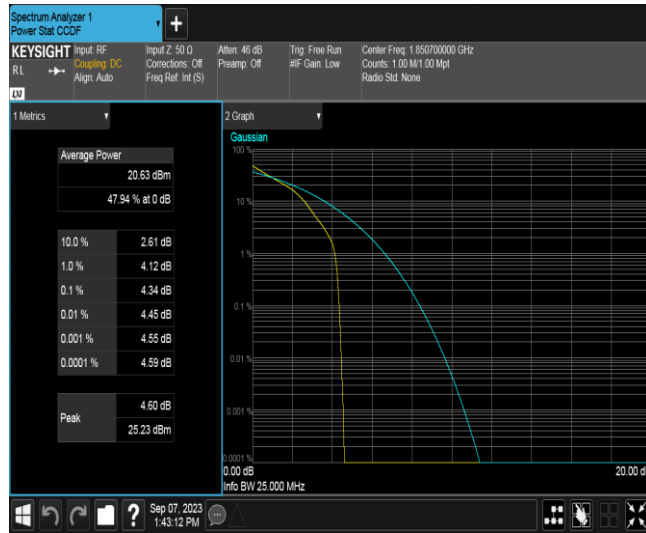 Spectrum Analyzer 1
Power Stat CCDF
+
KEYSIGHT
RL
LXI
Input: RF
Coupling: DC
Align: Auto
Input Z: 50 Ω
Corrections: Off
Freq Ref: Int (S)
Atten: 46 dB
Preamp: Off
Trig: Free Run
#IF Gain: Low
Center Freq: 1.850700000 GHz
Counts: 1.00 M/1.00 Mpt
Radio Std: None
1 Metrics
Average Power
20.63 dBm
47.94 % at 0 dB
10.0 % 2.61 dB
1.0 % 4.12 dB
0.1 % 4.34 dB
0.01 % 4.45 dB
0.001 % 4.55 dB
0.0001 % 4.59 dB
Peak 4.60 dB
25.23 dBm
2 Graph
Gaussian
100 %
10 %
1 %
0.1 %
0.01 %
0.001 %
0.0001 %
0.00 dB 20.00 d
Info BW 25.000 MHz
?
Sep 07, 2023
1:43:12 PM